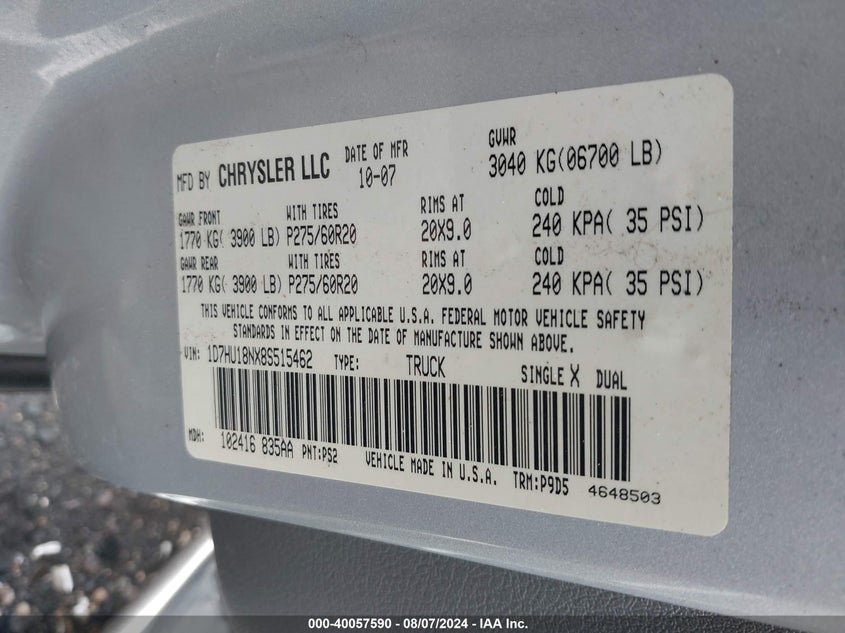 MFD BY CHRYSLER LLC DATE OF MFR 10-07 GVWR 3040 KG(06700 LB)
GAWR FRONT WITH TIRES RIMS AT COLD
1770 KG( 3900 LB) P275/60R20 20X9.0 240 KPA( 35 PSI)
GAWR REAR WITH TIRES RIMS AT COLD
1770 KG( 3900 LB) P275/60R20 20X9.0 240 KPA( 35 PSI)
THIS VEHICLE CONFORMS TO ALL APPLICABLE U.S.A. FEDERAL MOTOR VEHICLE SAFETY
STANDARDS IN EFFECT ON THE DATE OF MANUFACTURE SHOWN ABOVE.
VIN: 1D7HU18NX8S515462 TYPE: TRUCK SINGLE X DUAL
MDH: 102416 835AA PNT:PS2 VEHICLE MADE IN U.S.A. TRM:P9D5 4648503
000-40057590 - 08/07/2024 - IAA Inc.